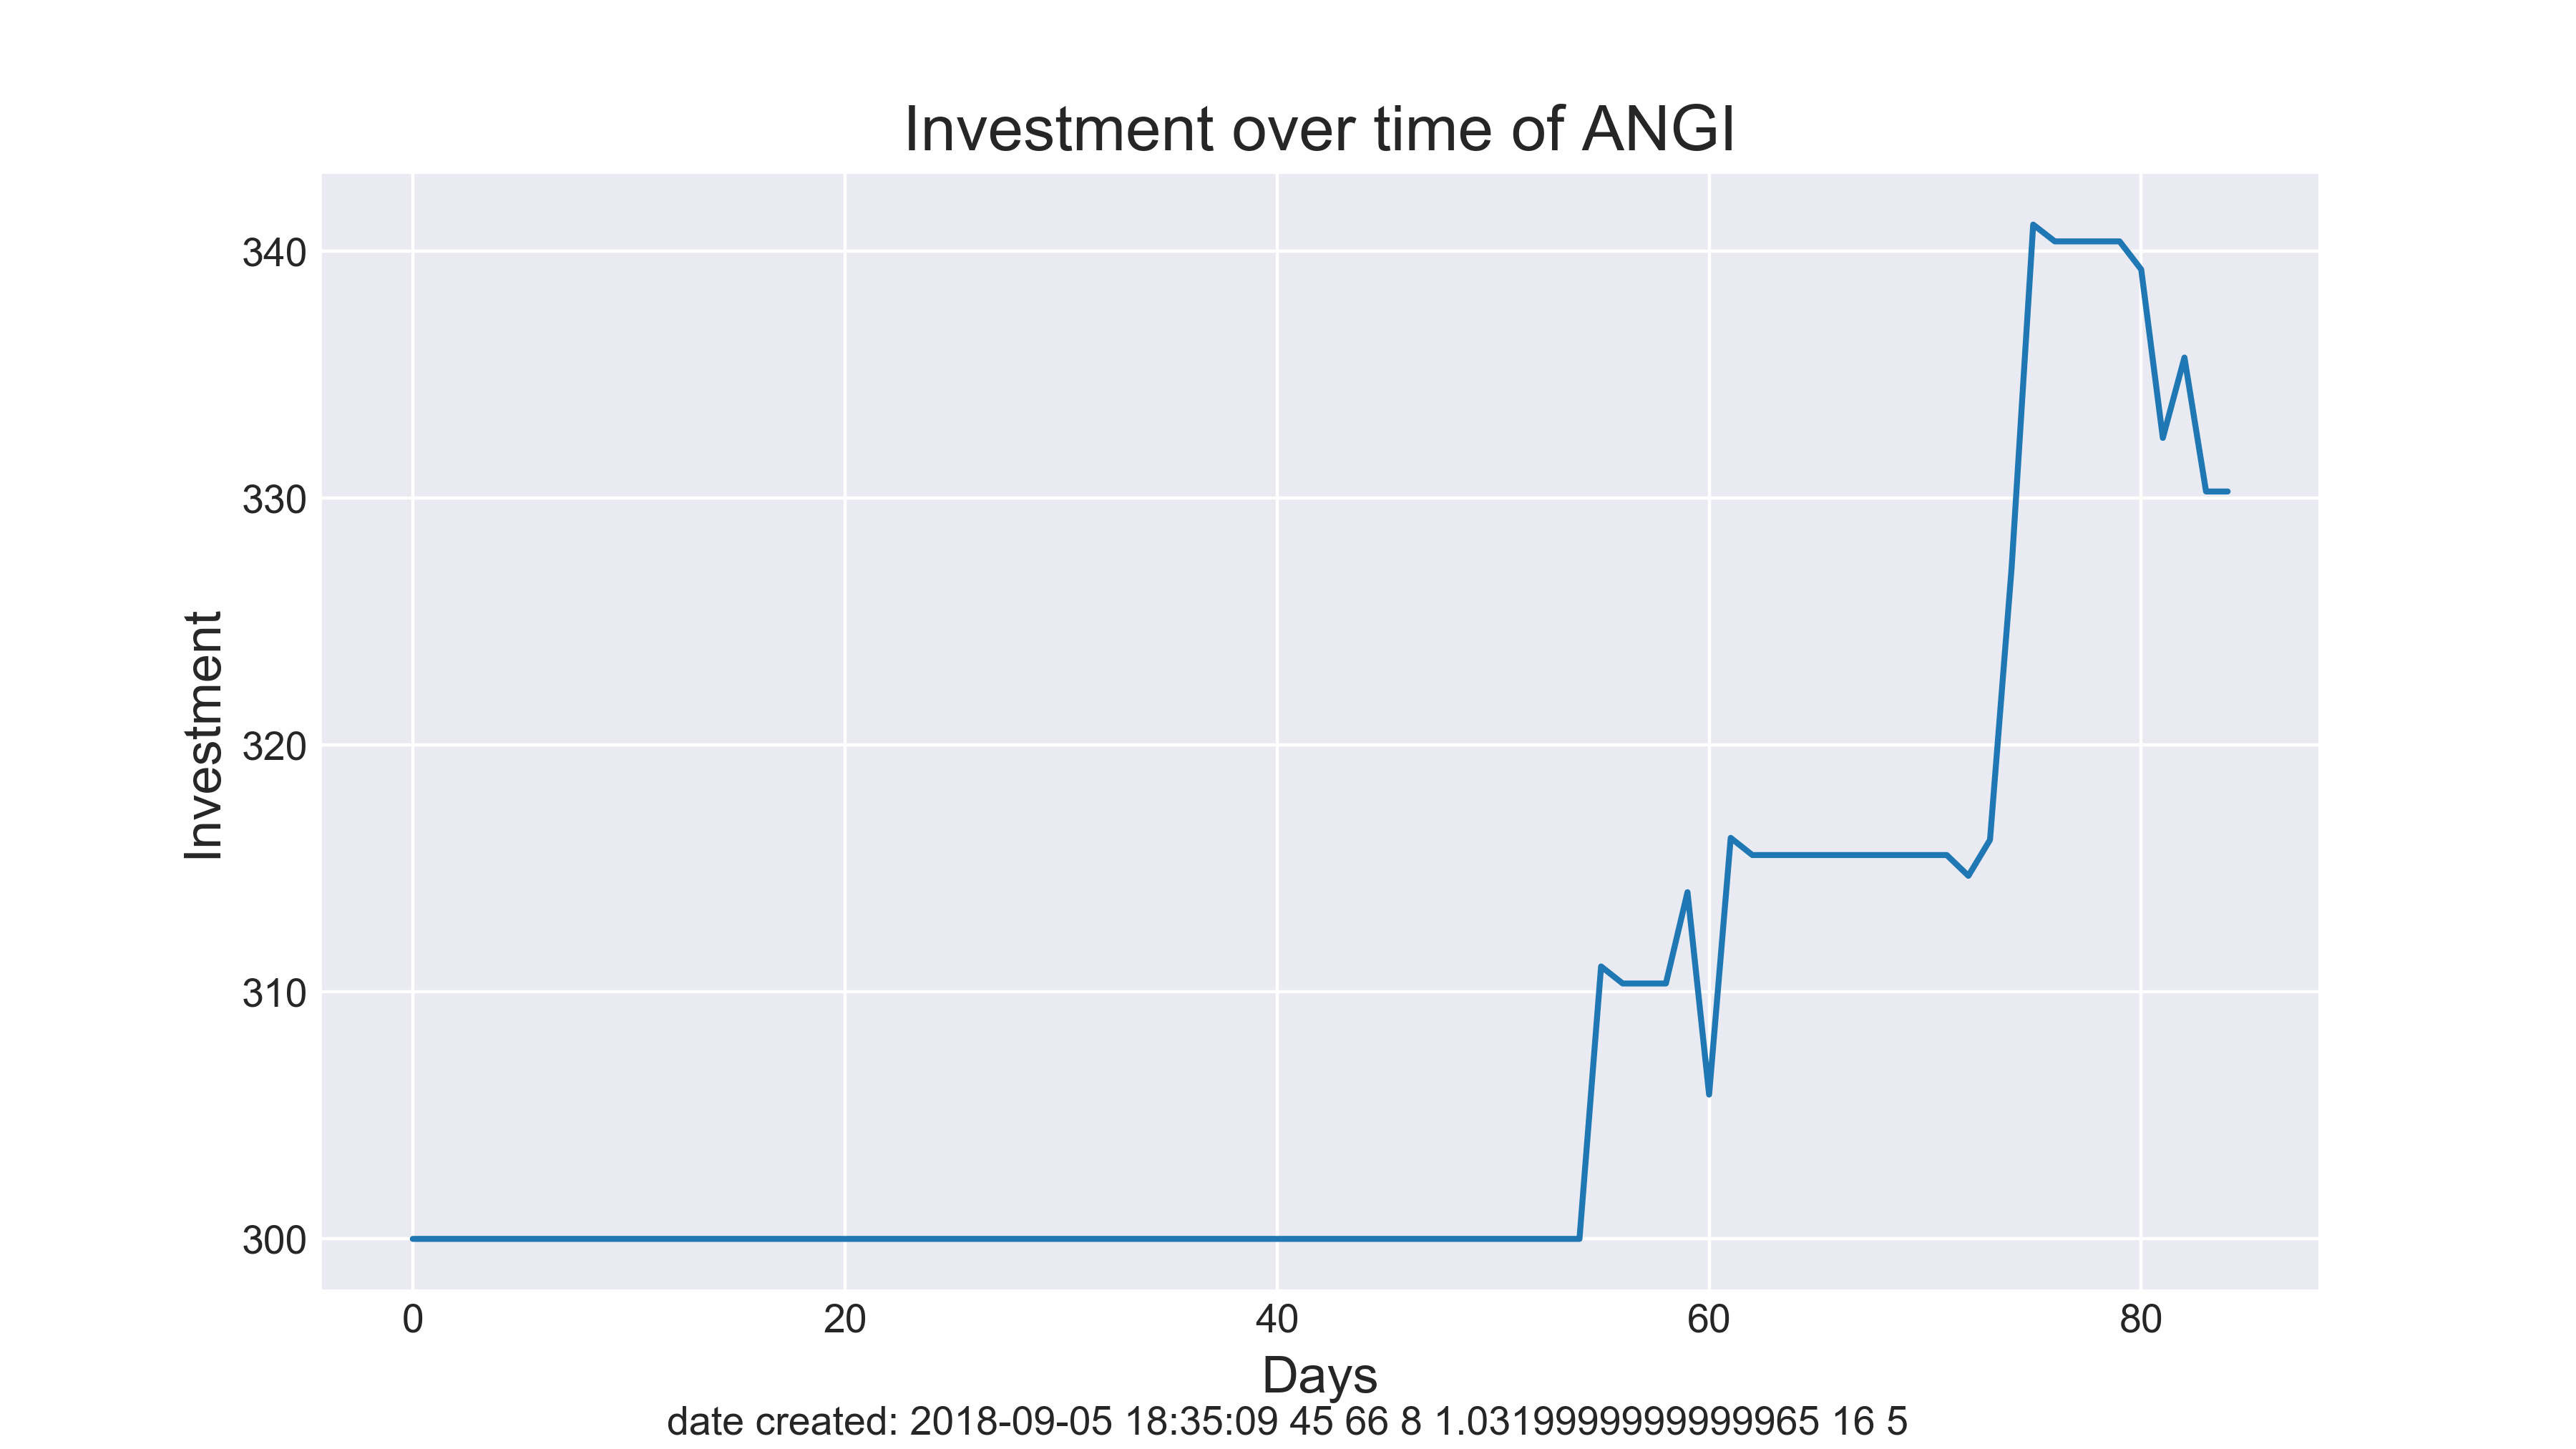 Investment over time of ANGI
340
330
320
310
300
Investment
0 20 40 60 80
Days
date created: 2018-09-05 18:35:09 45 66 8 1.0319999999999965 16 5